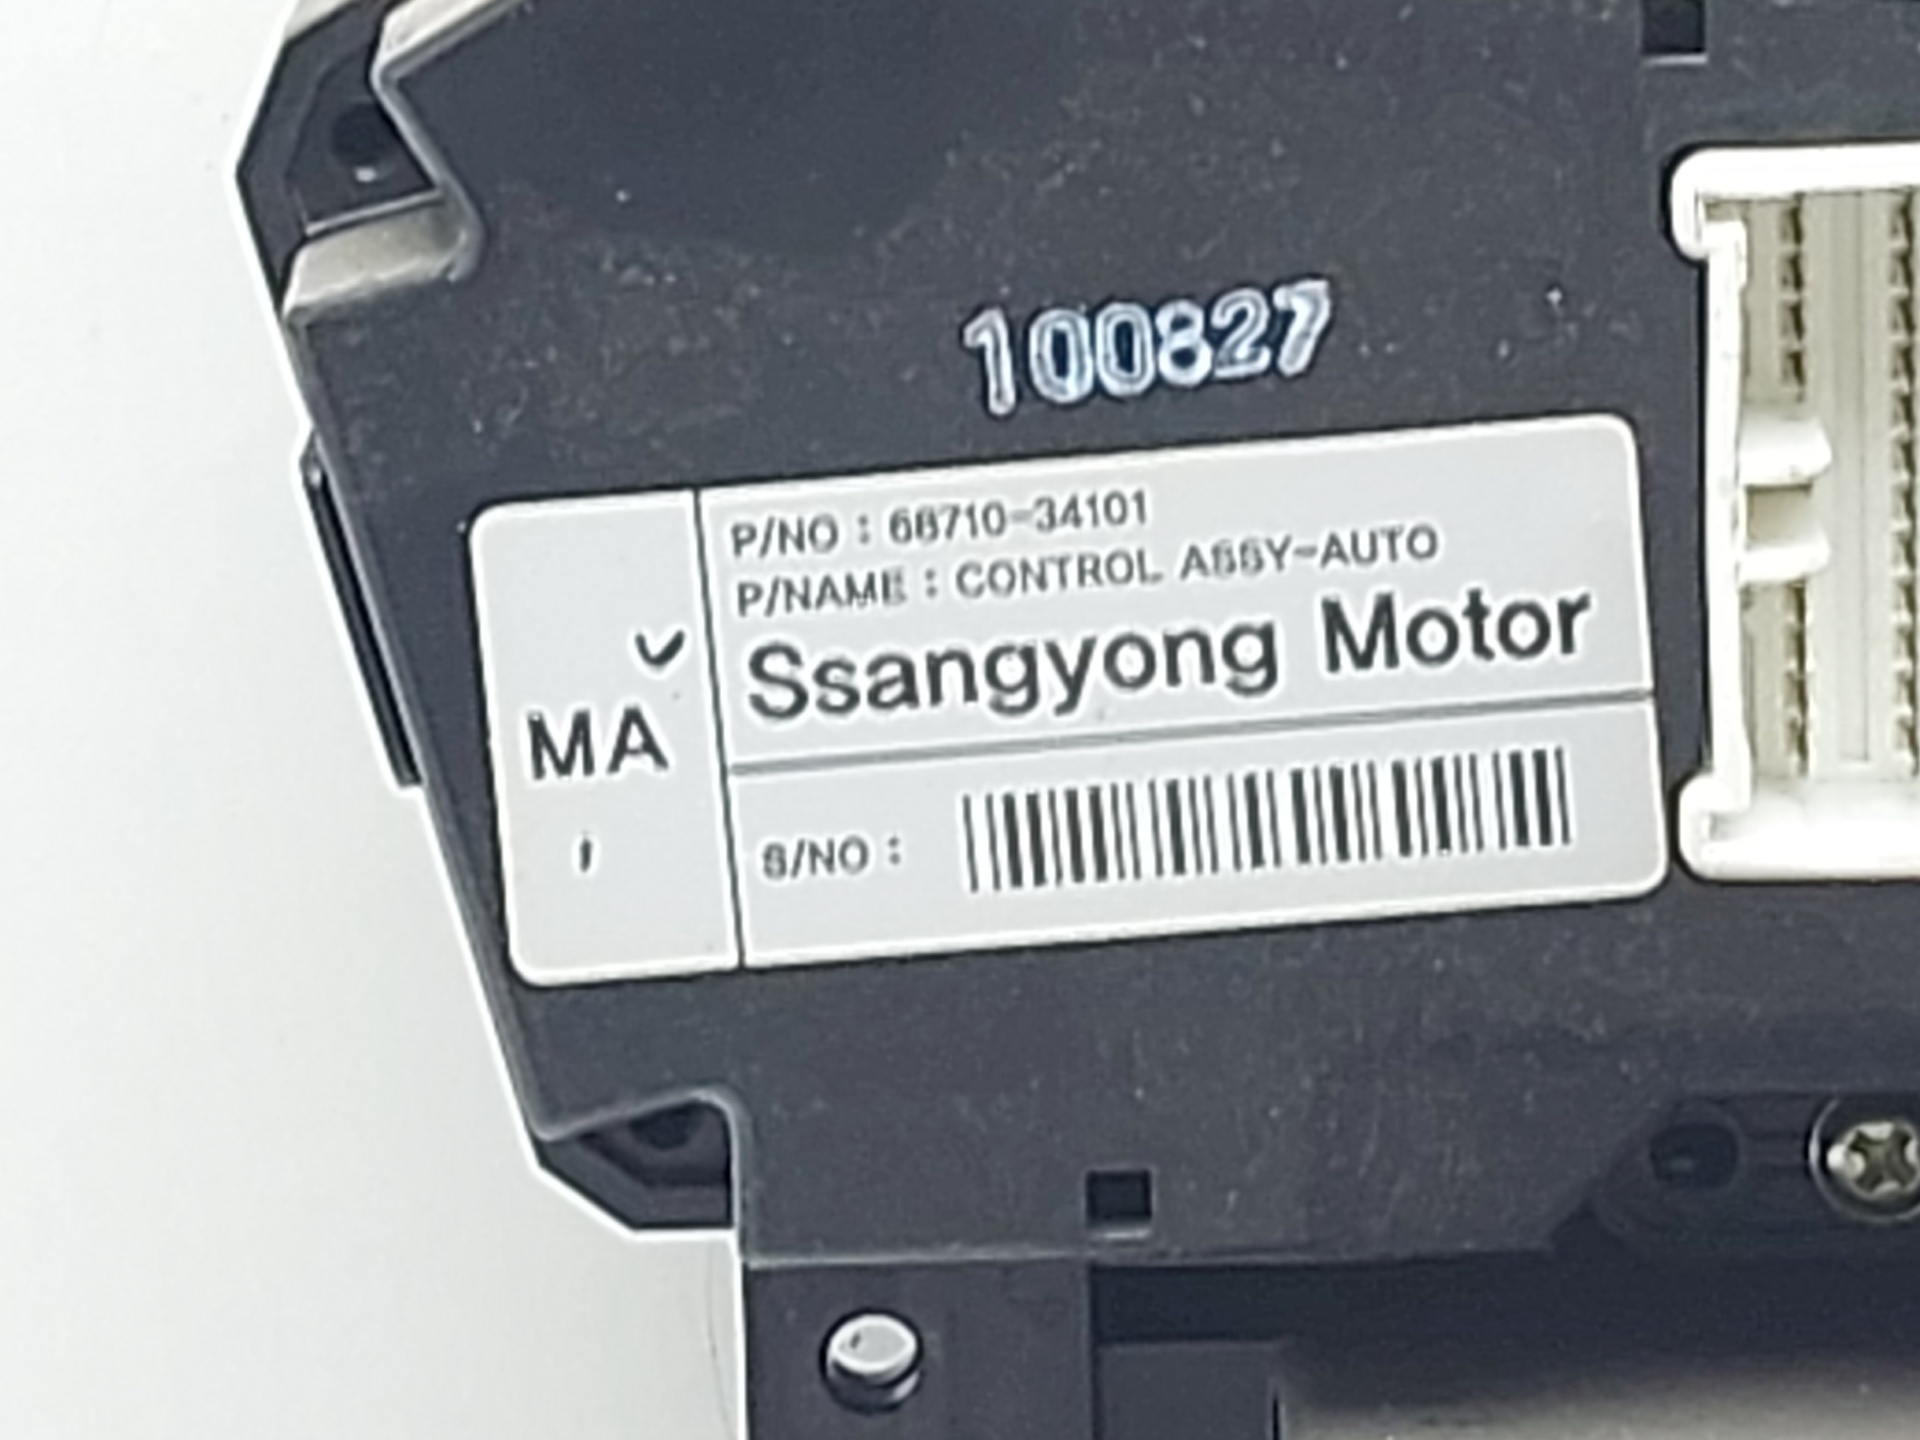 100827
P/NO : 68710-34101
P/NAME : CONTROL ASSY-AUTO
Ssangyong Motor
MA
S/NO :